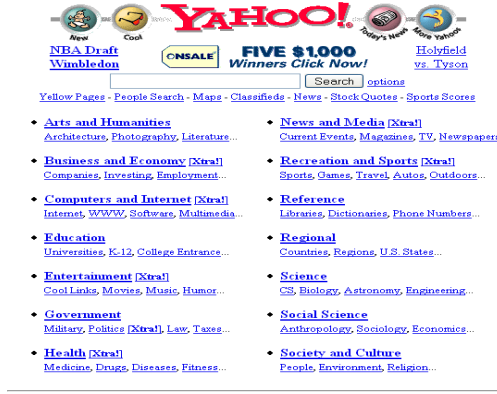 YAHOO!
New Cool Today's News More Yahoos
NBA Draft
Wimbledon
ONSALE
FIVE $1,000
Winners Click Now!
Holyfield
vs. Tyson
Search options
Yellow Pages - People Search - Maps - Classifieds - News - Stock Quotes - Sports Scores
Arts and Humanities
Architecture, Photography, Literature...
Business and Economy [Xtra!]
Companies, Investing, Employment...
Computers and Internet [Xtra!]
Internet, WWW, Software, Multimedia...
Education
Universities, K-12, College Entrance...
Entertainment [Xtra!]
Cool Links, Movies, Music, Humor...
Government
Military, Politics [Xtra!], Law, Taxes...
Health [Xtra!]
Medicine, Drugs, Diseases, Fitness...
News and Media [Xtra!]
Current Events, Magazines, TV, Newspapers
Recreation and Sports [Xtra!]
Sports, Games, Travel, Autos, Outdoors...
Reference
Libraries, Dictionaries, Phone Numbers...
Regional
Countries, Regions, U.S. States...
Science
CS, Biology, Astronomy, Engineering...
Social Science
Anthropology, Sociology, Economics...
Society and Culture
People, Environment, Religion...